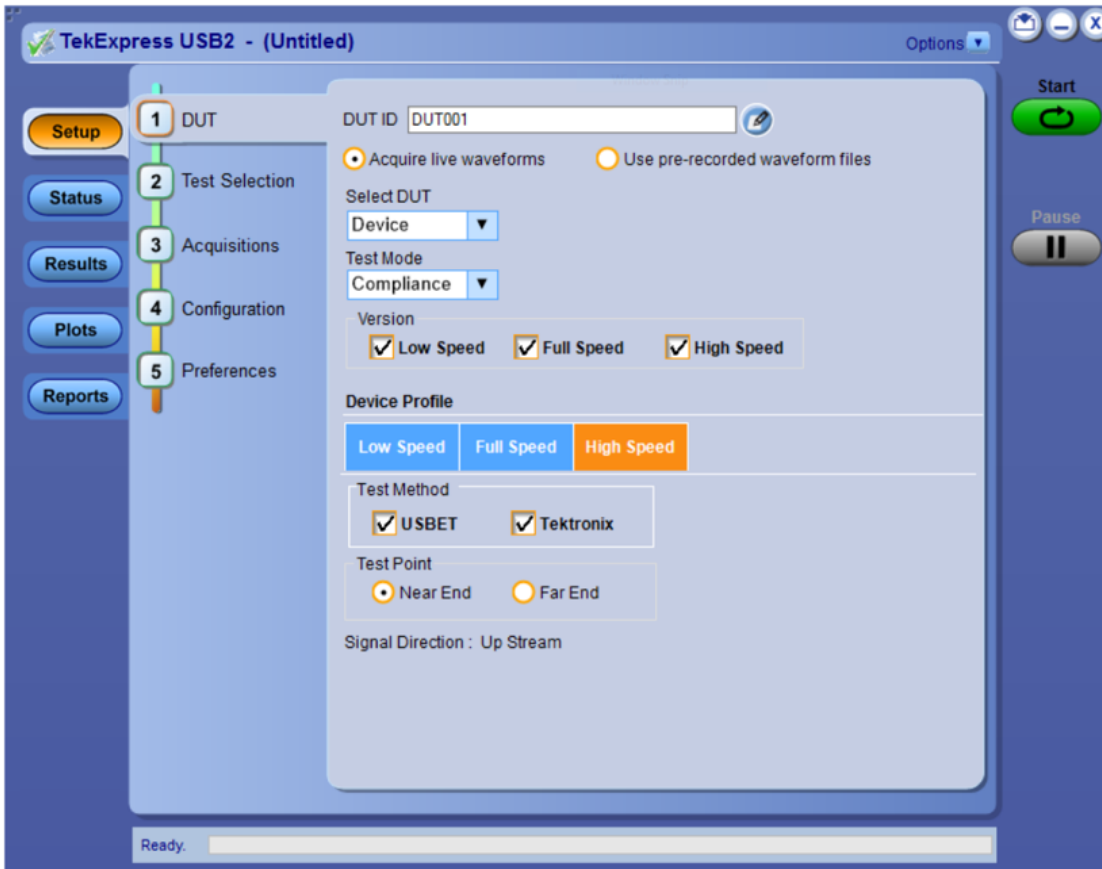 TekExpress USB2 - (Untitled)
Options
X
Start
Pause
Setup
Status
Results
Plots
Reports
1 DUT
2 Test Selection
3 Acquisitions
4 Configuration
5 Preferences
DUT ID DUT001
Acquire live waveforms Use pre-recorded waveform files
Select DUT
Device
Test Mode
Compliance
Version
Low Speed Full Speed High Speed
Device Profile
Low Speed Full Speed High Speed
Test Method
USBET Tektronix
Test Point
Near End Far End
Signal Direction : Up Stream
Ready.